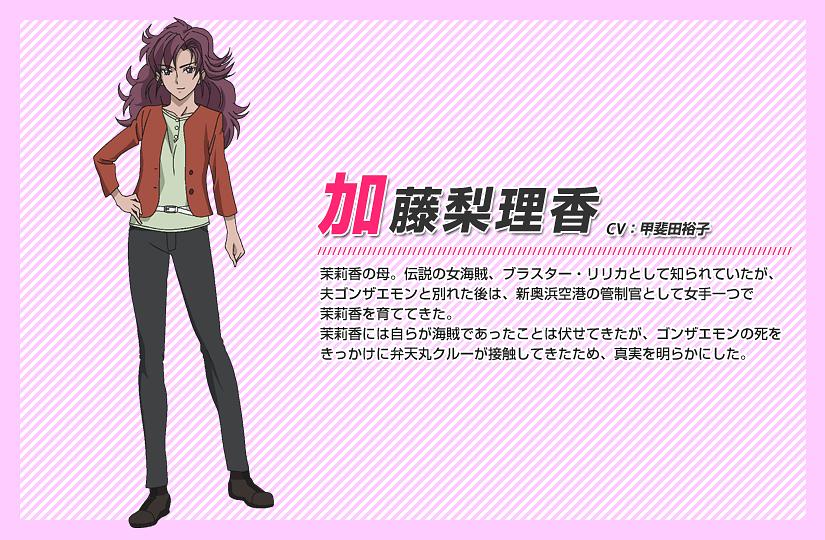 加藤梨理香 CV：甲斐田裕子
茉莉香の母。伝説の女海賊、ブラスター・リリカとして知られていたが、
夫ゴンザエモンと別れた後は、新奥浜空港の管制官として女手一つで
茉莉香を育ててきた。
茉莉香には自らが海賊であったことは伏せてきたが、ゴンザエモンの死を
きっかけに弁天丸クルーが接触してきたため、真実を明らかにした。